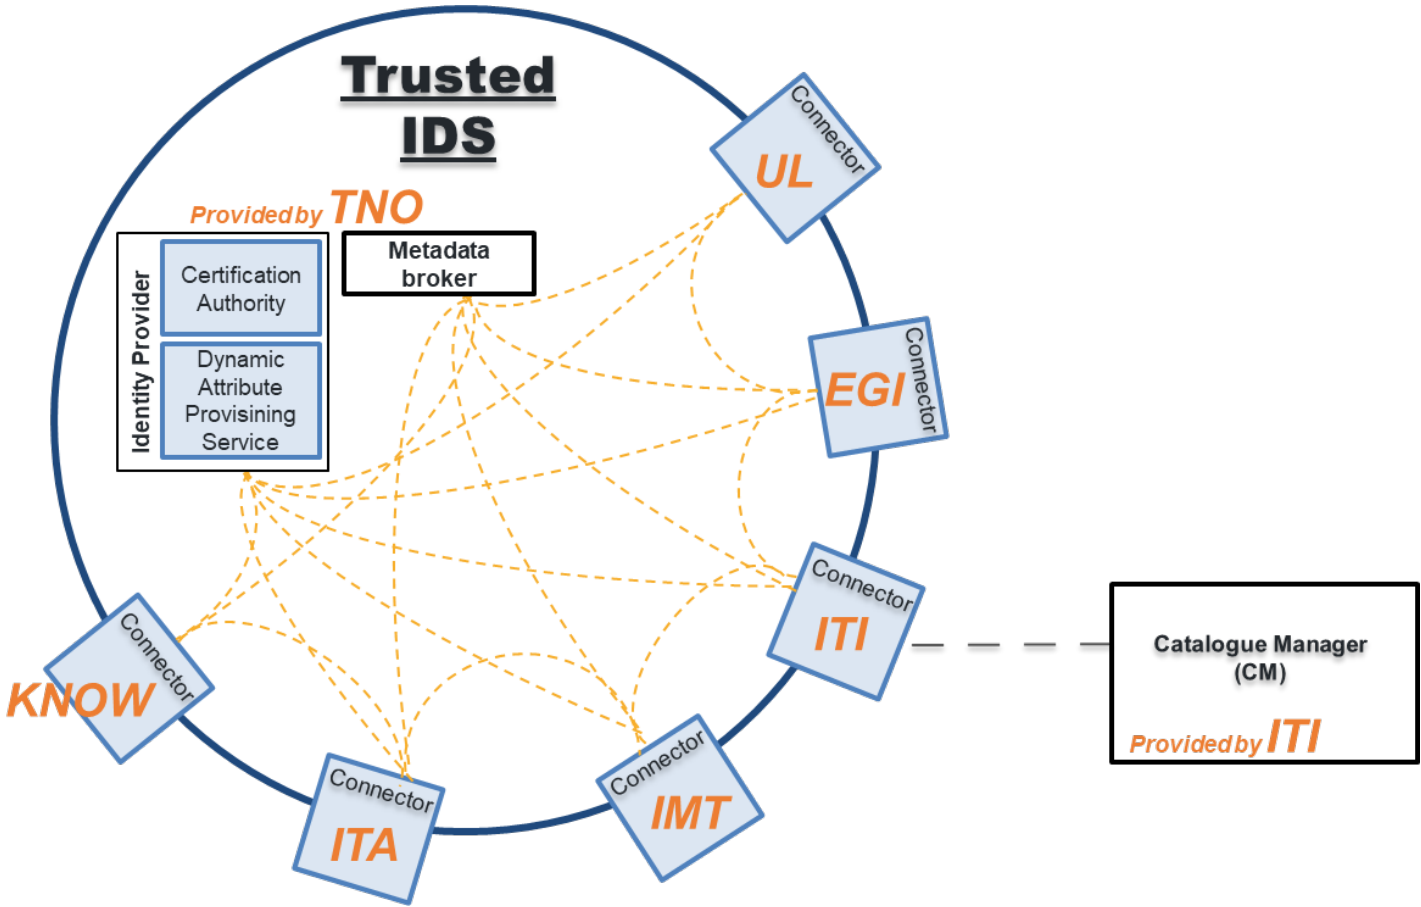 Trusted
IDS
Provided by TNO
Identity Provider
Certification
Authority
Dynamic
Attribute
Provisining
Service
Metadata
broker
Connector
UL
Connector
EGI
Connector
ITI
Connector
IMT
Connector
ITA
Connector
KNOW
Catalogue Manager
(CM)
Provided by ITI